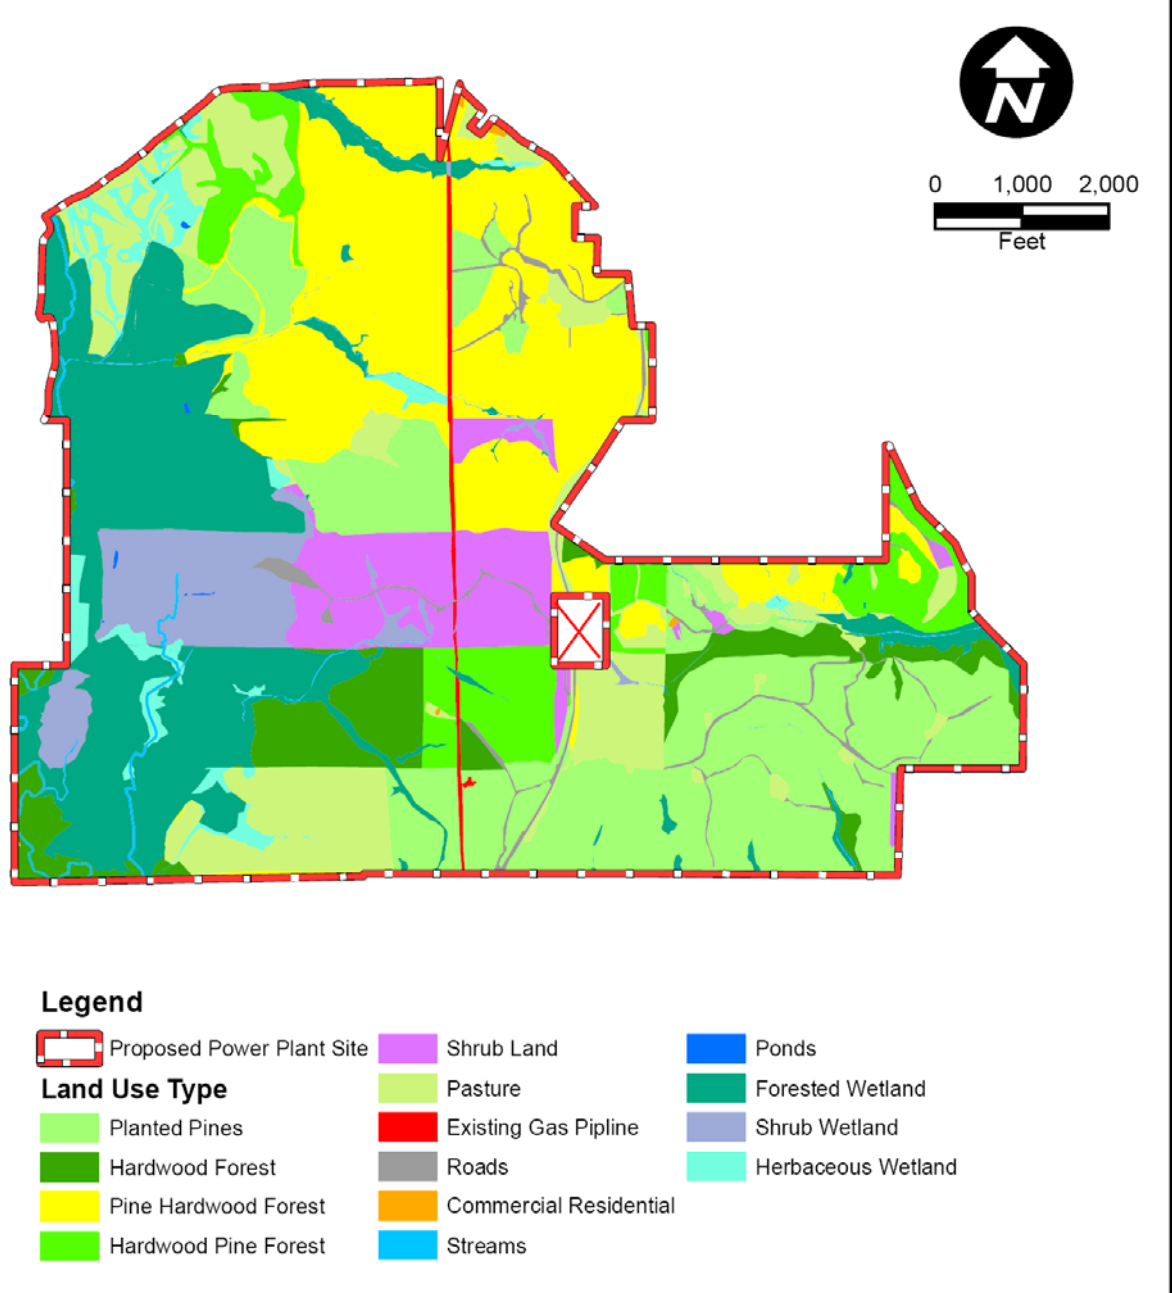 N
0 1,000 2,000
Feet
Legend
Proposed Power Plant Site
Land Use Type
Planted Pines
Hardwood Forest
Pine Hardwood Forest
Hardwood Pine Forest
Shrub Land
Pasture
Existing Gas Pipline
Roads
Commercial Residential
Streams
Ponds
Forested Wetland
Shrub Wetland
Herbaceous Wetland